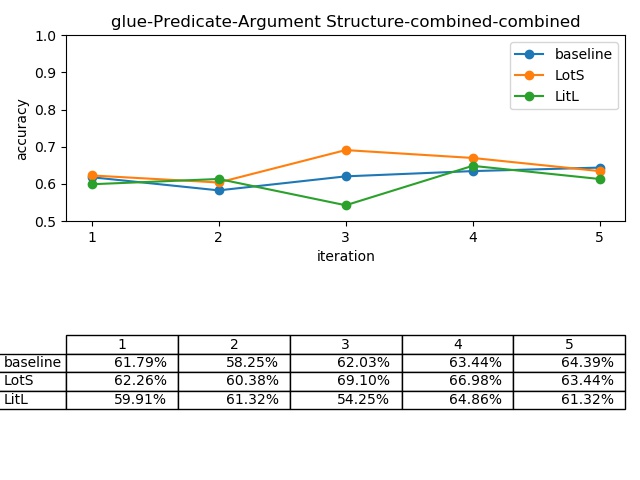 glue-Predicate-Argument Structure-combined-combined
1.0
0.9
0.8
0.7
0.6
0.5
accuracy
baseline
LotS
LitL
1 2 3 4 5
iteration
1 2 3 4 5
baseline 61.79% 58.25% 62.03% 63.44% 64.39%
LotS 62.26% 60.38% 69.10% 66.98% 63.44%
LitL 59.91% 61.32% 54.25% 64.86% 61.32%